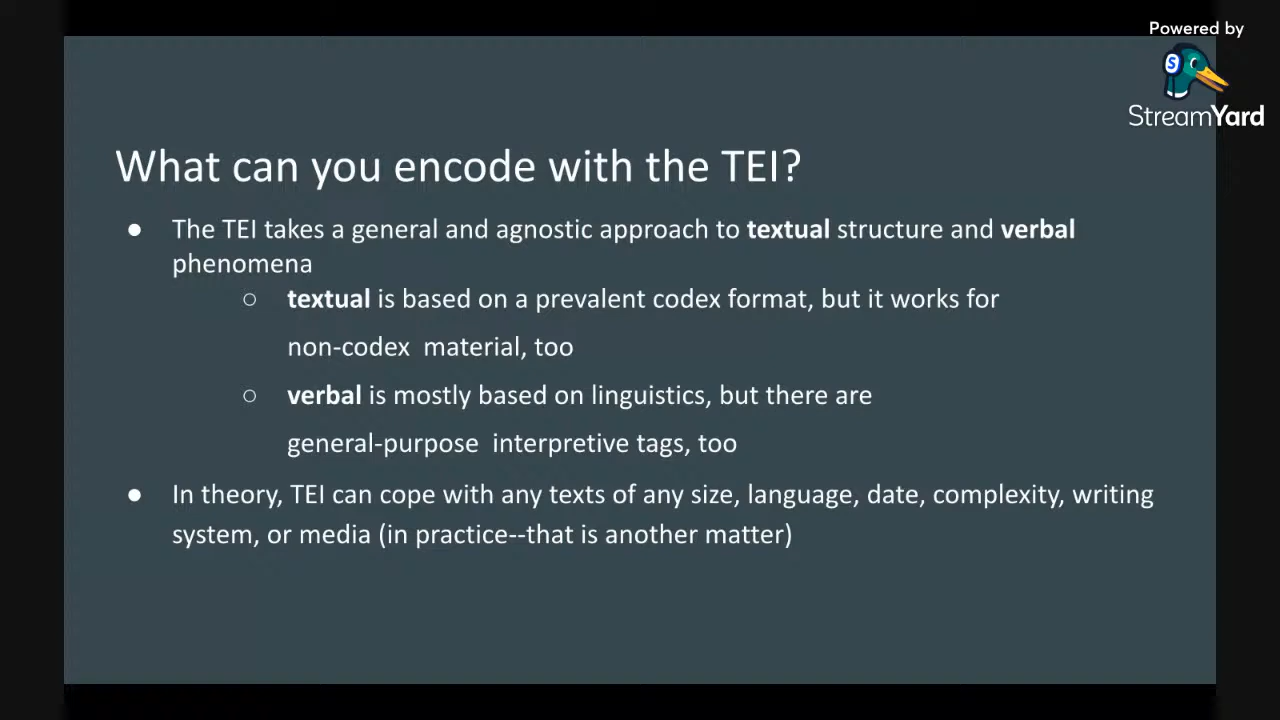 Powered by
S
StreamYard
What can you encode with the TEI?
● The TEI takes a general and agnostic approach to textual structure and verbal
phenomena
○ textual is based on a prevalent codex format, but it works for
non-codex material, too
○ verbal is mostly based on linguistics, but there are
general-purpose interpretive tags, too
● In theory, TEI can cope with any texts of any size, language, date, complexity, writing
system, or media (in practice--that is another matter)